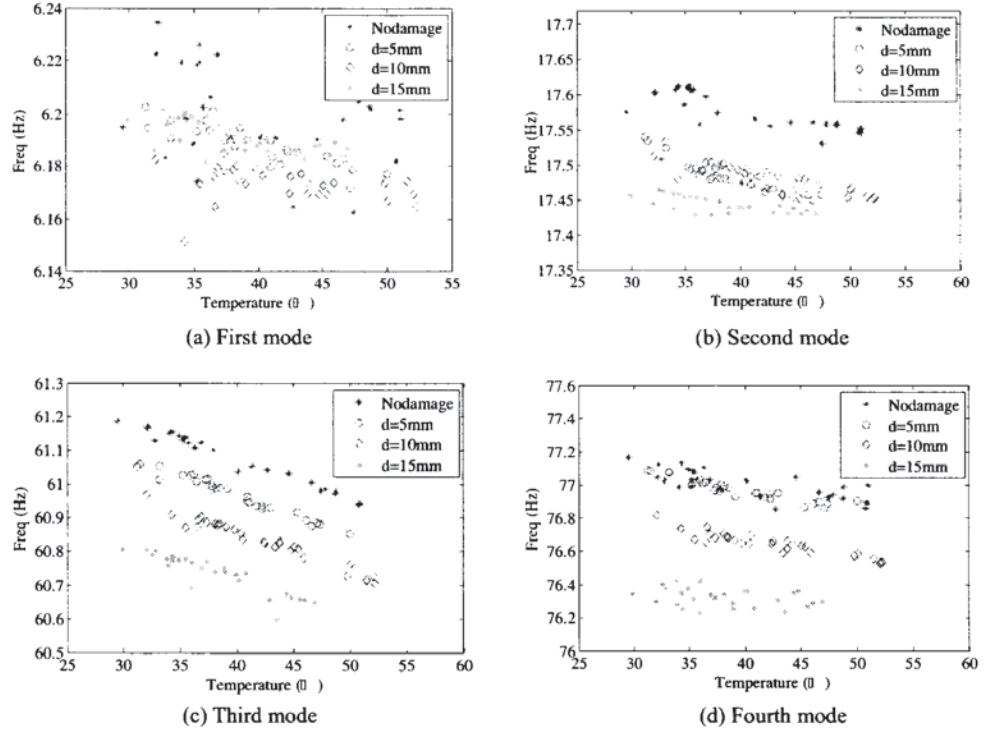 6.24
6.22
6.2
6.18
6.16
6.14
Freq (Hz)
25 30 35 40 45 50 55
Temperature (▯ )
Nodamage
d=5mm
d=10mm
d=15mm
(a) First mode
17.7
17.65
17.6
17.55
17.5
17.45
17.4
17.35
Freq (Hz)
25 30 35 40 45 50 55 60
Temperature (▯ )
Nodamage
d=5mm
d=10mm
d=15mm
(b) Second mode
61.3
61.2
61.1
61
60.9
60.8
60.7
60.6
60.5
Freq (Hz)
25 30 35 40 45 50 55 60
Temperature (▯ )
Nodamage
d=5mm
d=10mm
d=15mm
(c) Third mode
77.6
77.4
77.2
77
76.8
76.6
76.4
76.2
76
Freq (Hz)
25 30 35 40 45 50 55 60
Temperature (▯ )
Nodamage
d=5mm
d=10mm
d=15mm
(d) Fourth mode